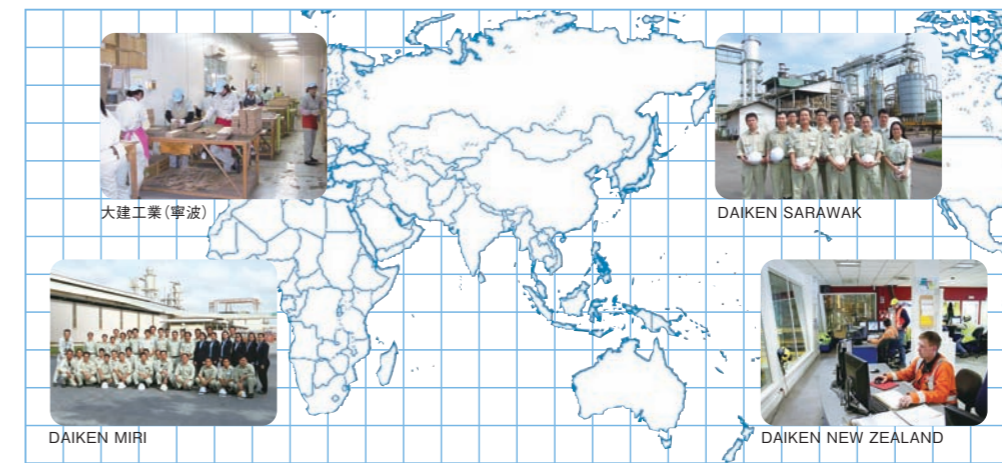 大建工業（寧波）
DAIKEN SARAWAK
DAIKEN MIRI
DAIKEN NEW ZEALAND